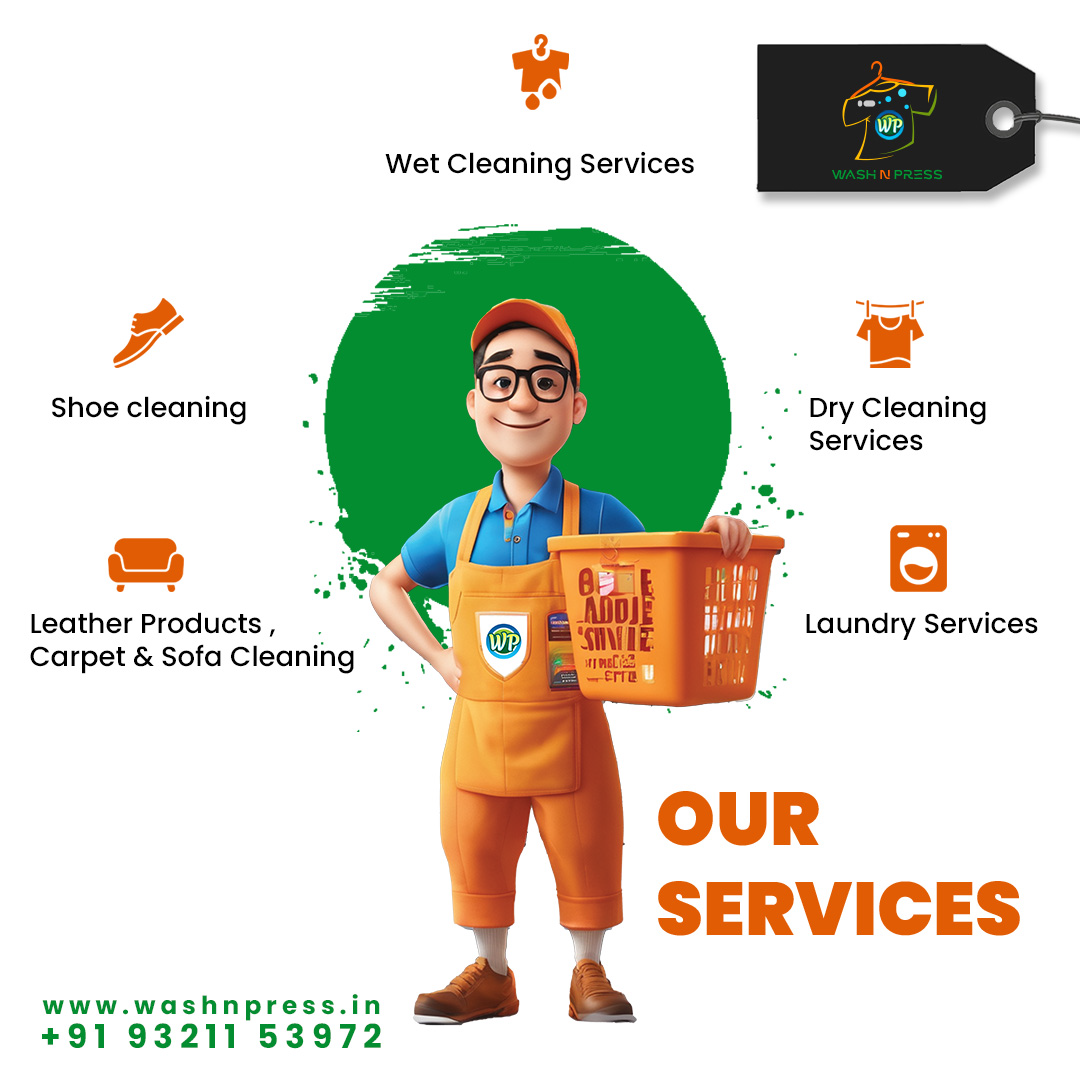 Wet Cleaning Services
WP
WASH N PRESS
Shoe cleaning
Dry Cleaning
Services
Leather Products ,
Carpet & Sofa Cleaning
Laundry Services
WP
OUR
SERVICES
www.washnpress.in
+91 93211 53972